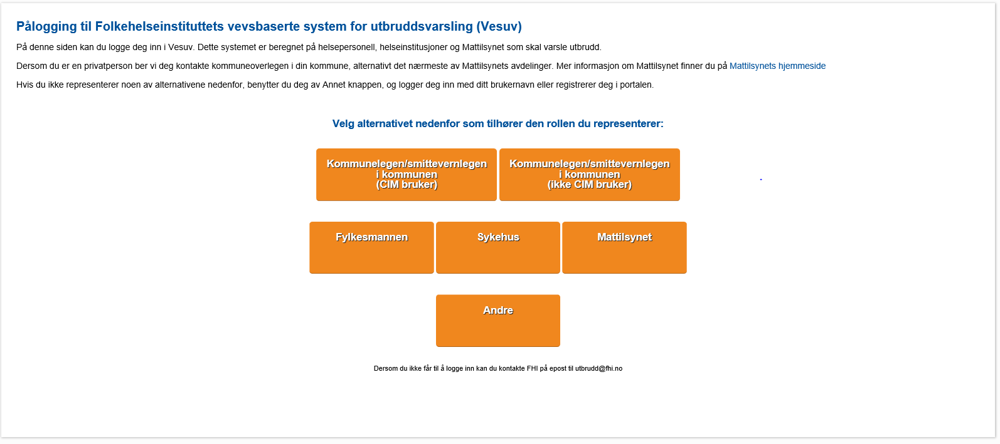 Pålogging til Folkehelseinstituttets vevsbaserte system for utbruddsvarsling (Vesuv)
På denne siden kan du logge deg inn i Vesuv. Dette systemet er beregnet på helsepersonell, helseinstitusjoner og Mattilsynet som skal varsle utbrudd.
Dersom du er en privatperson ber vi deg kontakte kommuneoverlegen i din kommune, alternativt det nærmeste av Mattilsynets avdelinger. Mer informasjon om Mattilsynet finner du på Mattilsynets hjemmeside
Hvis du ikke representerer noen av alternativene nedenfor, benytter du deg av Annet knappen, og logger deg inn med ditt brukernavn eller registrerer deg i portalen.
Velg alternativet nedenfor som tilhører den rollen du representerer:
Kommunelegen/smittevernlegen
i kommunen
(CIM bruker)
Kommunelegen/smittevernlegen
i kommunen
(ikke CIM bruker)
Fylkesmannen
Sykehus
Mattilsynet
Andre
Dersom du ikke får til å logge inn kan du kontakte FHI på epost til utbrudd@fhi.no